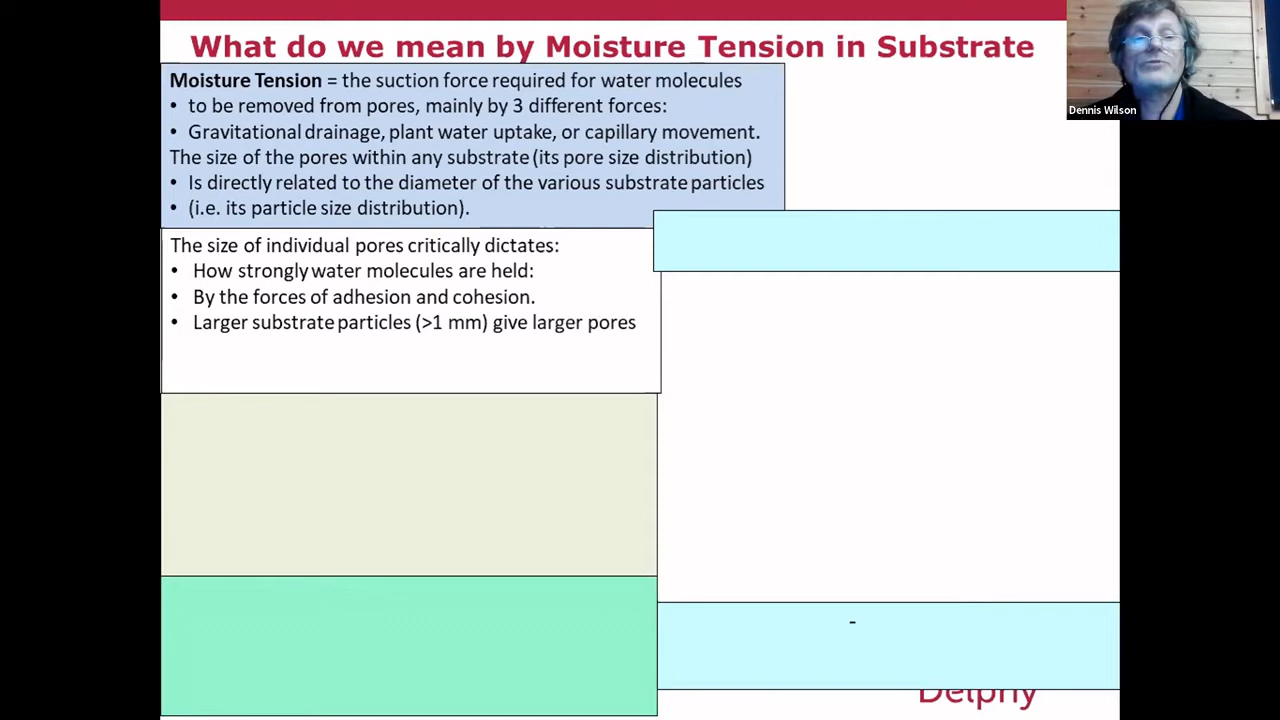 What do we mean by Moisture Tension in Substrate
Dennis Wilson
Moisture Tension = the suction force required for water molecules
• to be removed from pores, mainly by 3 different forces:
• Gravitational drainage, plant water uptake, or capillary movement.
The size of the pores within any substrate (its pore size distribution)
• Is directly related to the diameter of the various substrate particles
• (i.e. its particle size distribution).
The size of individual pores critically dictates:
• How strongly water molecules are held:
• By the forces of adhesion and cohesion.
• Larger substrate particles (>1 mm) give larger pores
-
Delphy